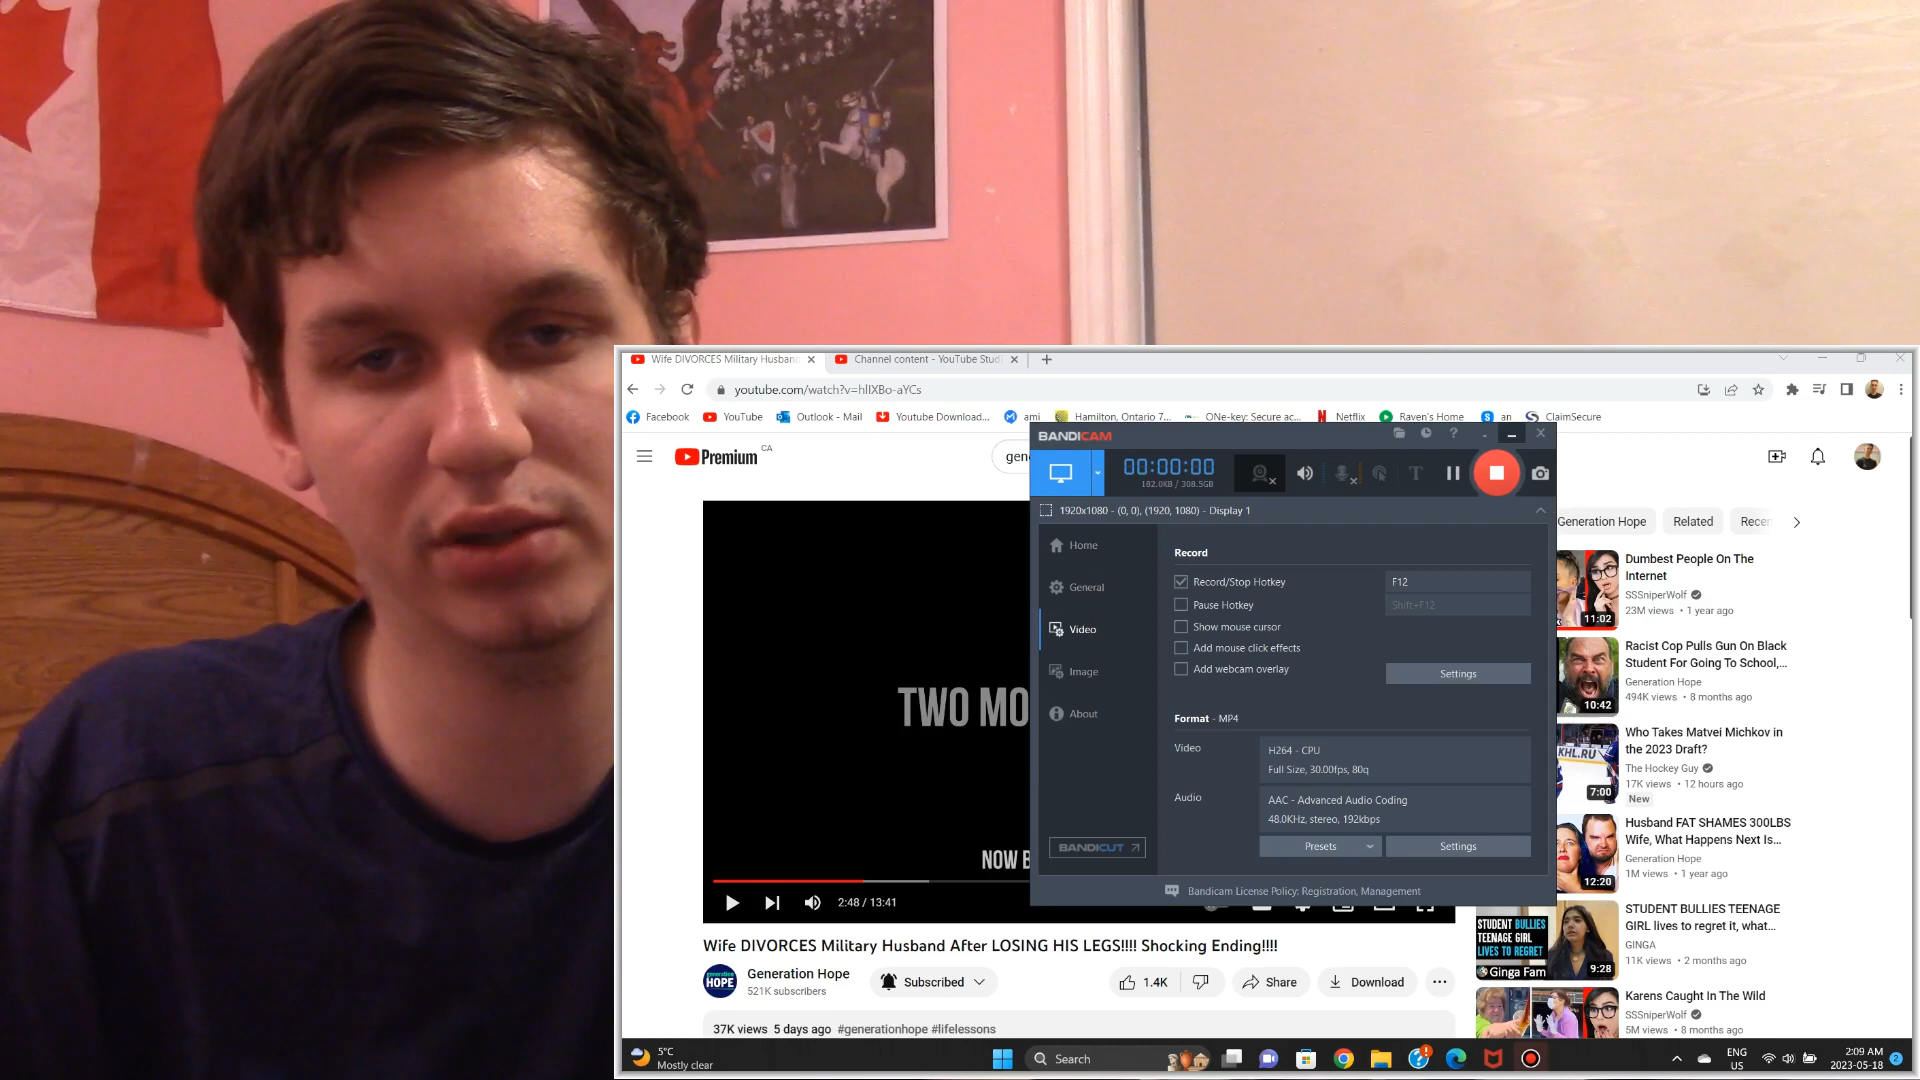 Wife DIVORCES Military Husband
Channel content - YouTube Stud
youtube.com/watch?v=hlIXBo-aYCs
Facebook
YouTube
Outlook - Mail
Youtube Download...
ami
Hamilton, Ontario 7...
ONe-key: Secure ac...
Netflix
Raven's Home
an
ClaimSecure
Premium CA
gen
BANDICAM
00:00:00
182.0KB / 308.5GB
1920x1080 - (0, 0), (1920, 1080) - Display 1
Home
General
Video
Image
About
BANDICUT
Record
Record/Stop Hotkey
F12
Pause Hotkey
Shift+F12
Show mouse cursor
Add mouse click effects
Add webcam overlay
Settings
Format - MP4
Video
H264 - CPU
Full Size, 30.00fps, 80q
Audio
AAC - Advanced Audio Coding
48.0KHz, stereo, 192kbps
Presets
Settings
Bandicam License Policy: Registration, Management
TWO MO
NOW B
2:48 / 13:41
Wife DIVORCES Military Husband After LOSING HIS LEGS!!!! Shocking Ending!!!!
generation
HOPE
Generation Hope
521K subscribers
Subscribed
1.4K
Share
Download
37K views 5 days ago #generationhope #lifelessons
Generation Hope
Related
Recen
11:02
Dumbest People On The
Internet
SSSniperWolf
23M views • 1 year ago
10:42
Racist Cop Pulls Gun On Black
Student For Going To School,...
Generation Hope
494K views • 8 months ago
KHL.RU
7:00
Who Takes Matvei Michkov in
the 2023 Draft?
The Hockey Guy
17K views • 12 hours ago
New
12:20
Husband FAT SHAMES 300LBS
Wife, What Happens Next Is...
Generation Hope
1M views • 1 year ago
STUDENT BULLIES
TEENAGE GIRL
LIVES TO REGRET
IT
Ginga Fam
9:28
STUDENT BULLIES TEENAGE
GIRL lives to regret it, what...
GINGA
11K views • 2 months ago
Karens Caught In The Wild
SSSniperWolf
5M views • 8 months ago
5°C
Mostly clear
Search
ENG
US
2:09 AM
2023-05-18
2